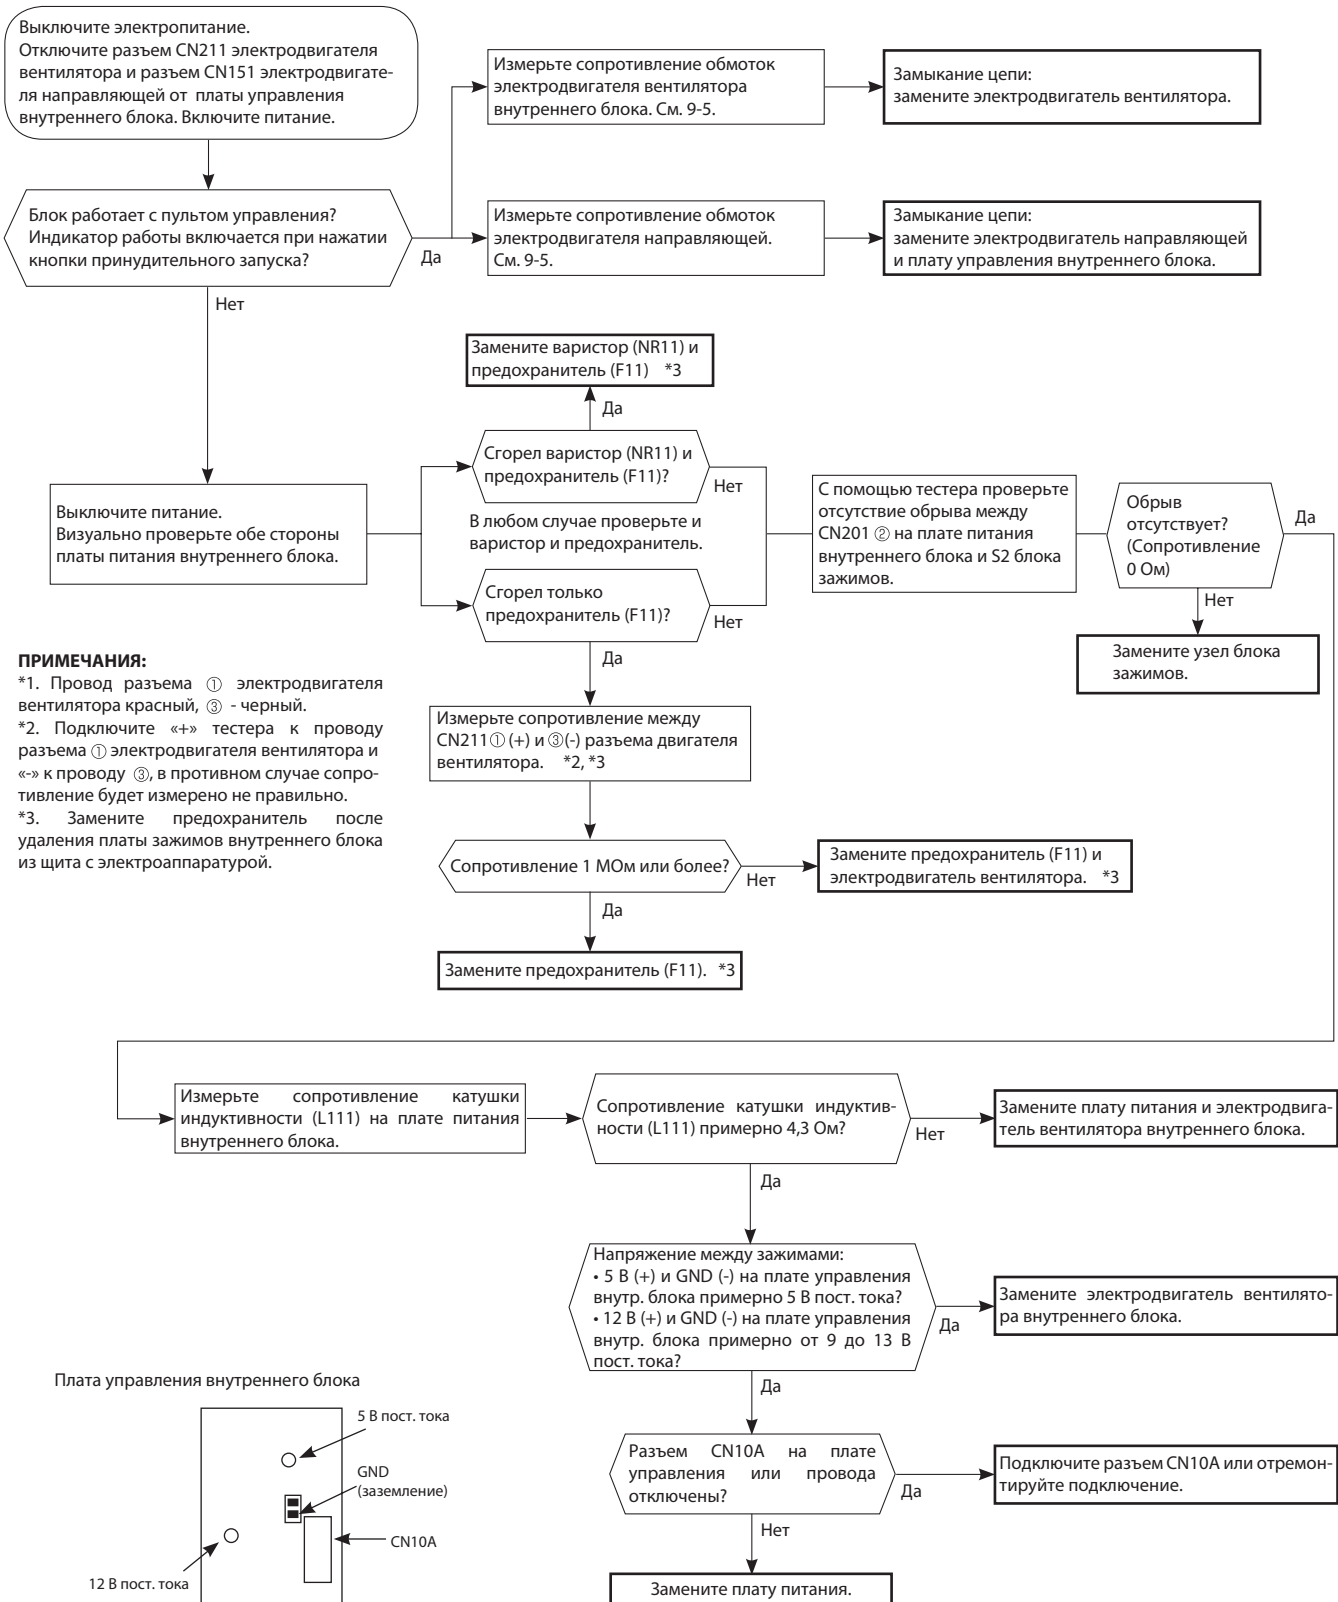 Выключите электропитание.
Отключите разъем CN211 электродвигателя
вентилятора и разъем CN151 электродвигате-
ля направляющей от платы управления
внутреннего блока. Включите питание.
Измерьте сопротивление обмоток
электродвигателя вентилятора
внутреннего блока. См. 9-5.
Замыкание цепи:
замените электродвигатель вентилятора.
Блок работает с пультом управления?
Индикатор работы включается при нажатии
кнопки принудительного запуска?
Да
Измерьте сопротивление обмоток
электродвигателя направляющей.
См. 9-5.
Замыкание цепи:
замените электродвигатель направляющей
и плату управления внутреннего блока.
Нет
Замените варистор (NR11) и
предохранитель (F11) *3
Да
Сгорел варистор (NR11) и
предохранитель (F11)?
Нет
Выключите питание.
Визуально проверьте обе стороны
платы питания внутреннего блока.
В любом случае проверьте и
варистор и предохранитель.
С помощью тестера проверьте
отсутствие обрыва между
CN201 ② на плате питания
внутреннего блока и S2 блока
зажимов.
Обрыв
отсутствует?
(Сопротивление
0 Ом)
Да
Нет
Замените узел блока
зажимов.
Сгорел только
предохранитель (F11)?
Нет
Да
ПРИМЕЧАНИЯ:
*1. Провод разъема ① электродвигателя
вентилятора красный, ③ - черный.
*2. Подключите «+» тестера к проводу
разъема ① электродвигателя вентилятора и
«-» к проводу ③, в противном случае сопро-
тивление будет измерено не правильно.
*3. Замените предохранитель после
удаления платы зажимов внутреннего блока
из щита с электроаппаратурой.
Измерьте сопротивление между
CN211① (+) и ③(-) разъема двигателя
вентилятора. *2, *3
Сопротивление 1 МОм или более?
Нет
Замените предохранитель (F11) и
электродвигатель вентилятора. *3
Да
Замените предохранитель (F11). *3
Измерьте сопротивление катушки
индуктивности (L111) на плате питания
внутреннего блока.
Сопротивление катушки индуктив-
ности (L111) примерно 4,3 Ом?
Нет
Замените плату питания и электродвига-
тель вентилятора внутреннего блока.
Да
Напряжение между зажимами:
• 5 В (+) и GND (-) на плате управления
внутр. блока примерно 5 В пост. тока?
• 12 В (+) и GND (-) на плате управления
внутр. блока примерно от 9 до 13 В
пост. тока?
Да
Замените электродвигатель вентилято-
ра внутреннего блока.
Да
Разъем CN10A на плате
управления или провода
отключены?
Да
Подключите разъем CN10A или отремон-
тируйте подключение.
Нет
Замените плату питания.
Плата управления внутреннего блока
5 В пост. тока
GND
(заземление)
CN10A
12 В пост. тока